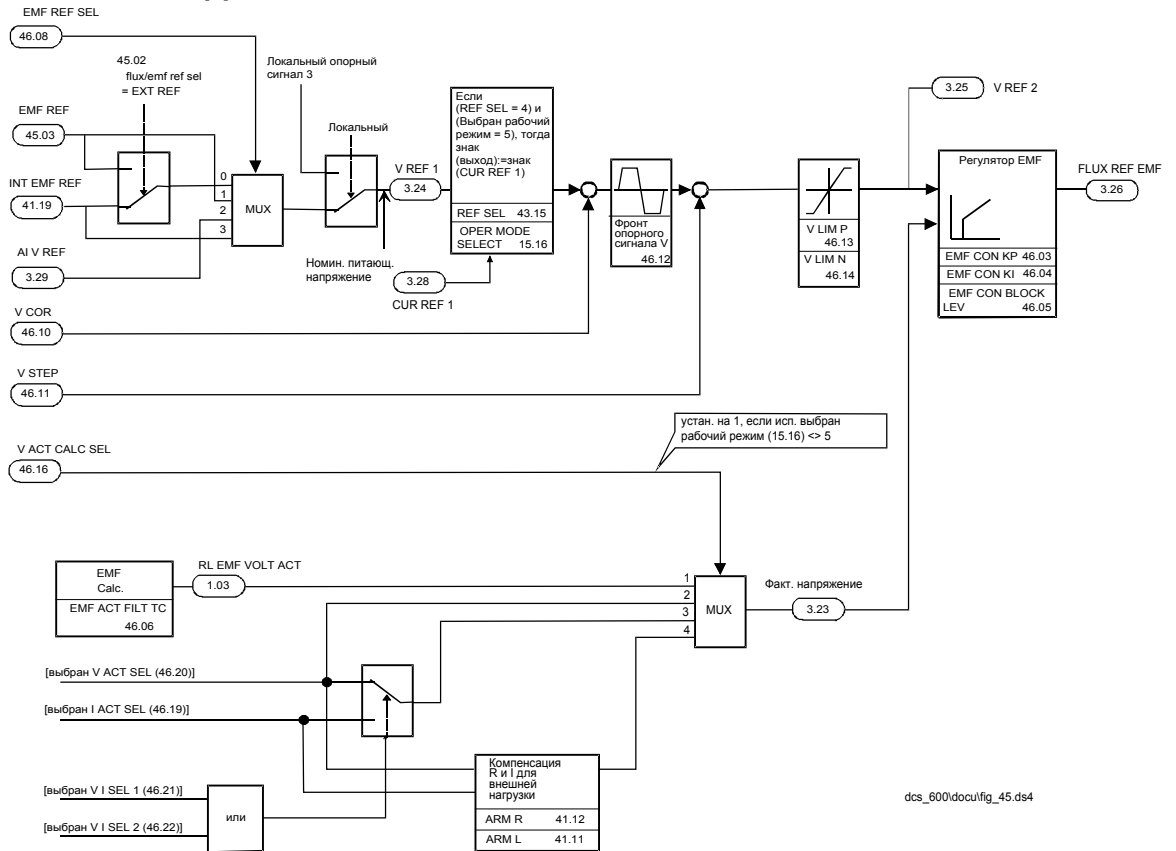 EMF REF SEL
46.08
45.02
flux/emf ref sel
= EXT REF
EMF REF
45.03
INT EMF REF
41.19
AI V REF
3.29
V COR
46.10
V STEP
46.11
V ACT CALC SEL
46.16
0
1
2
3
MUX
Локальный опорный
сигнал 3
Локальный
V REF 1
3.24
Номин. питающ.
напряжение
3.28
CUR REF 1
Если
(REF SEL = 4) и
(Выбран рабочий
режим = 5), тогда
знак
(выход):=знак
(CUR REF 1)
REF SEL 43.15
OPER MODE
SELECT 15.16
Фронт
опорного
сигнала V
46.12
V LIM P
46.13
V LIM N
46.14
3.25 V REF 2
Регулятор EMF
EMF CON KP 46.03
EMF CON KI 46.04
EMF CON BLOCK
LEV 46.05
FLUX REF EMF
3.26
устан. на 1, если исп. выбран
рабочий режим (15.16) <> 5
EMF
Calc.
EMF ACT FILT TC
46.06
RL EMF VOLT ACT
1.03
1
2
3
4
MUX
Факт. напряжение
3.23
[выбран V ACT SEL (46.20)]
[выбран I ACT SEL (46.19)]
[выбран V I SEL 1 (46.21)]
[выбран V I SEL 2 (46.22)]
или
Компенсация
R и I для
внешней
нагрузки
ARM R 41.12
ARM L 41.11
dcs_600\docu\fig_45.ds4